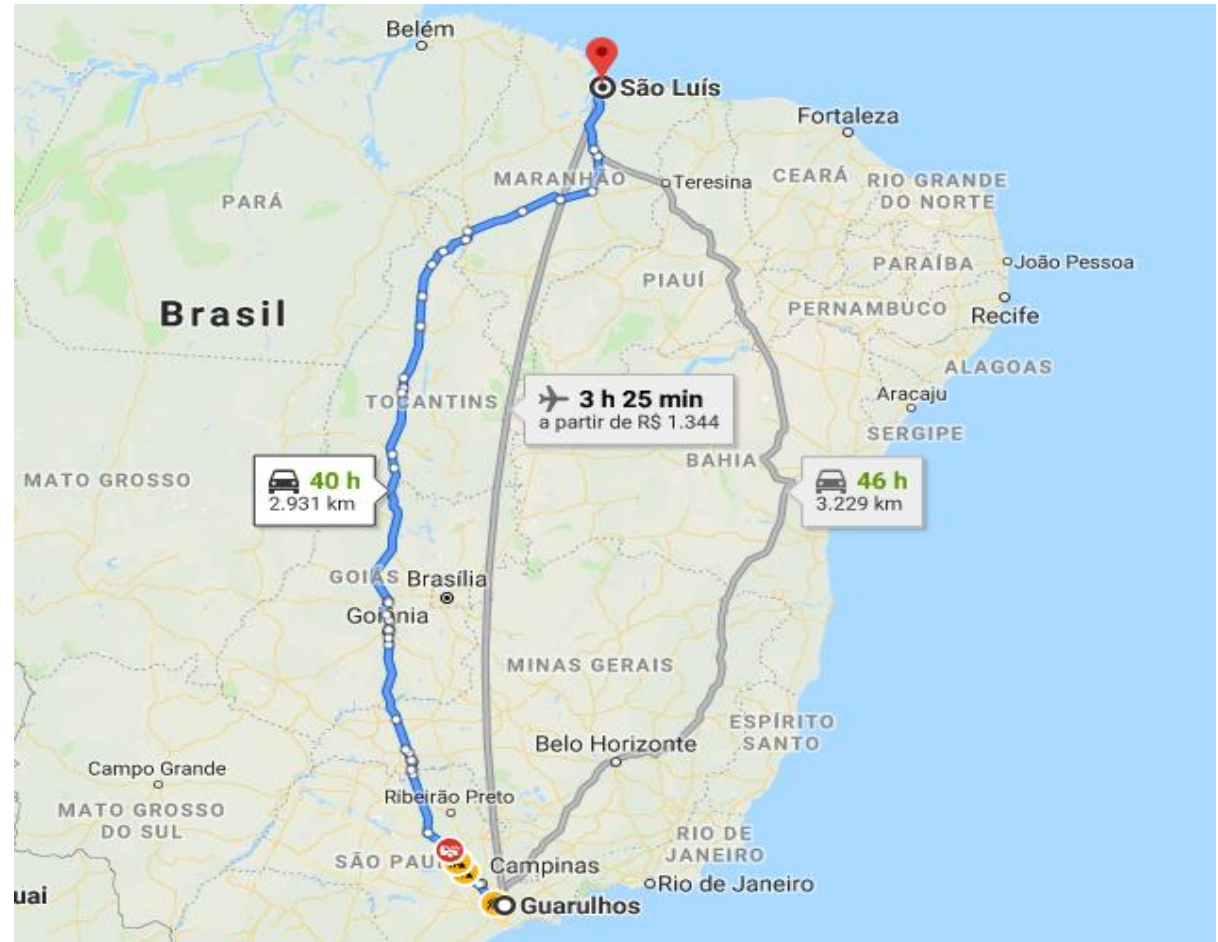 Belém
São Luís
Fortaleza
MARANHÃO
Teresina
CEARÁ
RIO GRANDE
DO NORTE
PARÁ
PARAÍBA
João Pessoa
PIAUÍ
Brasil
PERNAMBUCO
Recife
ALAGOAS
TOCANTINS
3 h 25 min
a partir de R$ 1.344
Aracaju
SERGIPE
BAHIA
MATO GROSSO
40 h
2.931 km
46 h
3.229 km
GOIÁS
Brasília
Goiânia
MINAS GERAIS
ESPÍRITO
SANTO
Belo Horizonte
Campo Grande
Ribeirão Preto
MATO GROSSO
DO SUL
RIO DE
JANEIRO
SÃO PAU
Campinas
Rio de Janeiro
uai
Guarulhos